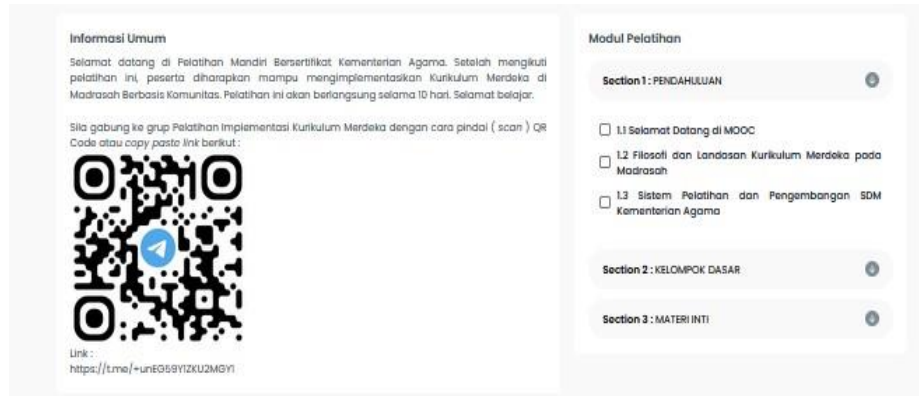 Informasi Umum
Selamat datang di Pelatihan Mandiri Bersertifikat Kementerian Agama. Setelah mengikuti
pelatihan ini, peserta diharapkan mampu mengimplementasikan Kurikulum Merdeka di
Madrasah Berbasis Komunitas. Pelatihan ini akan berlangsung selama 10 hari. Selamat belajar.
Sila gabung ke grup Pelatihan Implementasi Kurikulum Merdeka dengan cara pindai ( scan ) QR
Code atau copy paste link berikut :
Link :
https://t.me/+unEG59Y1ZKU2MGY1
Modul Pelatihan
Section 1 : PENDAHULUAN
1.1 Selamat Datang di MOOC
1.2 Filosofi dan Landasan Kurikulum Merdeka pada
Madrasah
1.3 Sistem Pelatihan dan Pengembangan SDM
Kementerian Agama
Section 2 : KELOMPOK DASAR
Section 3 : MATERI INTI